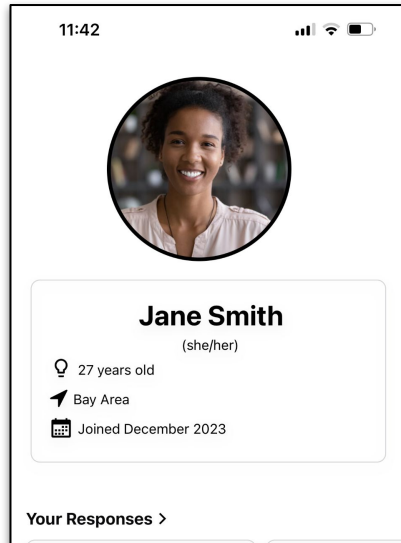 11:42
Jane Smith
(she/her)
27 years old
Bay Area
Joined December 2023
Your Responses >